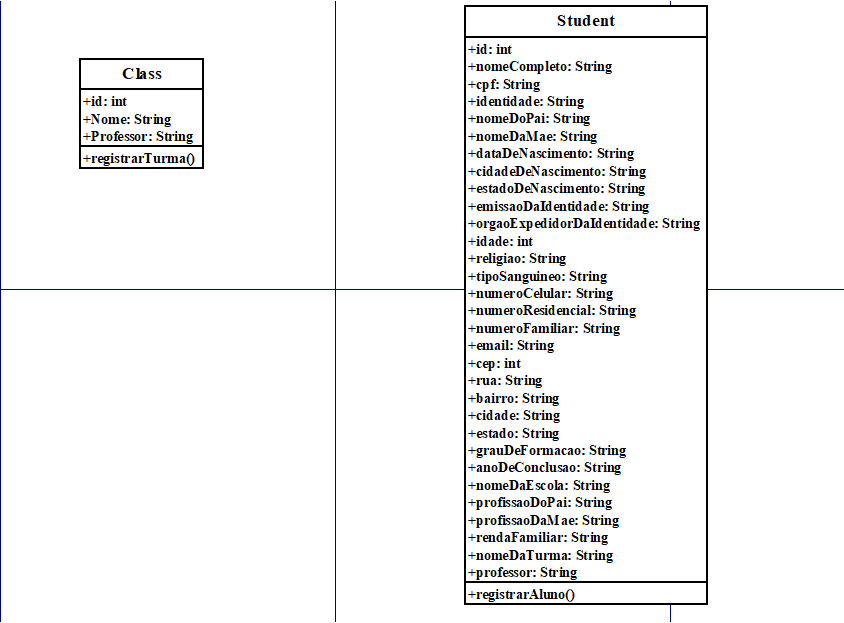 Class
+id: int
+Nome: String
+Professor: String
+registrarTurma()
Student
+id: int
+nomeCompleto: String
+cpf: String
+identidade: String
+nomeDoPai: String
+nomeDaMae: String
+dataDeNascimento: String
+cidadeDeNascimento: String
+estadoDeNascimento: String
+emissaoDaIdentidade: String
+orgaoExpedidorDaIdentidade: String
+idade: int
+religiao: String
+tipoSanguineo: String
+numeroCelular: String
+numeroResidencial: String
+numeroFamiliar: String
+email: String
+cep: int
+rua: String
+bairro: String
+cidade: String
+estado: String
+grauDeFormacao: String
+anoDeConclusao: String
+nomeDaEscola: String
+profissaoDoPai: String
+profissaoDaMae: String
+rendaFamiliar: String
+nomeDaTurma: String
+professor: String
+registrarAluno()